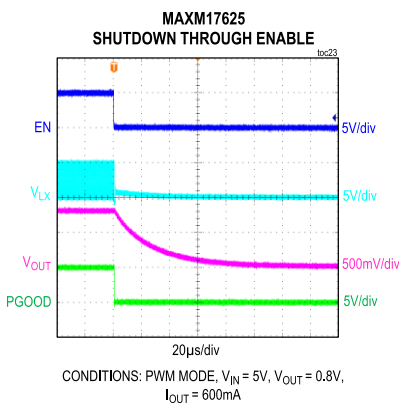 MAXM17625
SHUTDOWN THROUGH ENABLE
toc23
T
EN
5V/div
VLX
5V/div
VOUT
500mV/div
PGOOD
5V/div
20µs/div
CONDITIONS: PWM MODE, VIN = 5V, VOUT = 0.8V,
IOUT = 600mA